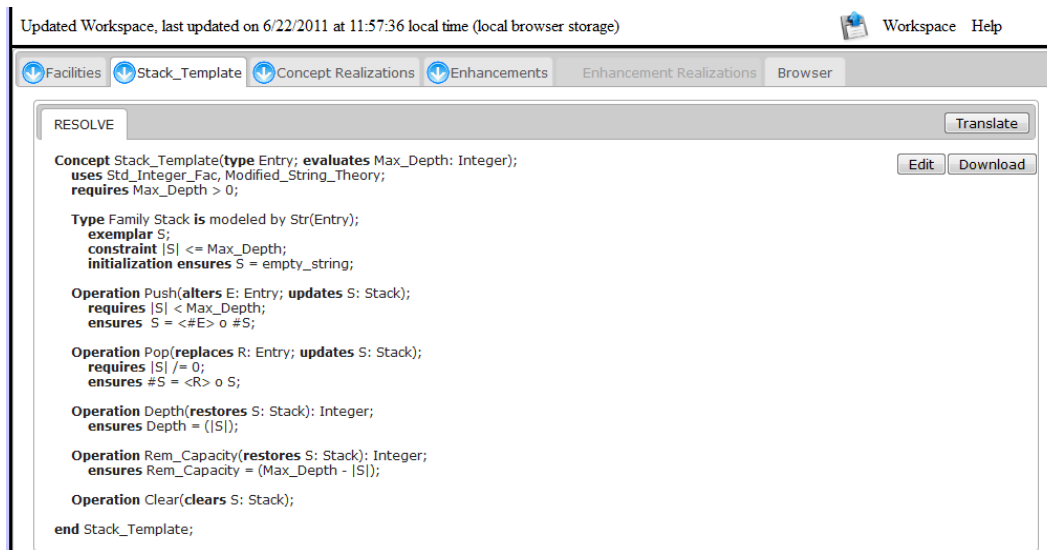 Updated Workspace, last updated on 6/22/2011 at 11:57:36 local time (local browser storage) Workspace Help
Facilities Stack_Template Concept Realizations Enhancements Enhancement Realizations Browser
RESOLVE Translate
Edit Download
Concept Stack_Template(type Entry; evaluates Max_Depth: Integer);
uses Std_Integer_Fac, Modified_String_Theory;
requires Max_Depth > 0;
Type Family Stack is modeled by Str(Entry);
exemplar S;
constraint |S| <= Max_Depth;
initialization ensures S = empty_string;
Operation Push(alters E: Entry; updates S: Stack);
requires |S| < Max_Depth;
ensures S = <#E> o #S;
Operation Pop(replaces R: Entry; updates S: Stack);
requires |S| /= 0;
ensures #S = <R> o S;
Operation Depth(restores S: Stack): Integer;
ensures Depth = (|S|);
Operation Rem_Capacity(restores S: Stack): Integer;
ensures Rem_Capacity = (Max_Depth - |S|);
Operation Clear(clears S: Stack);
end Stack_Template;